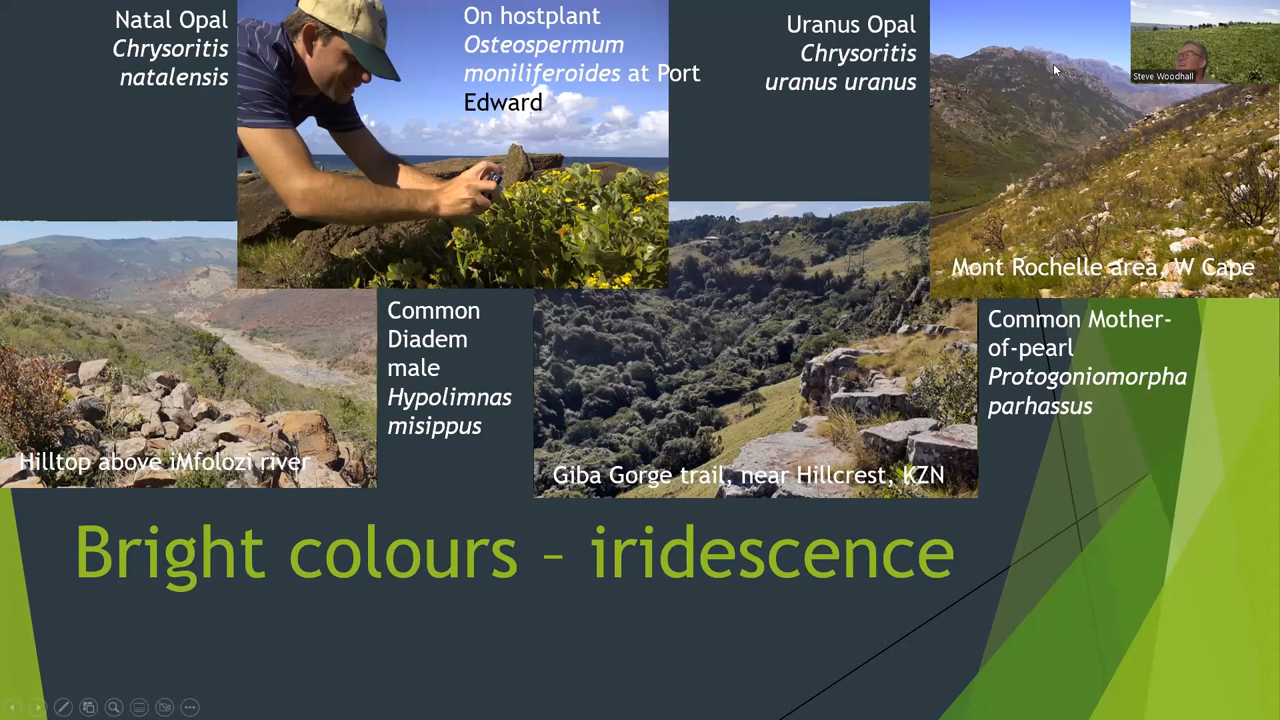 Natal Opal
Chrysoritis
natalensis
On hostplant
Osteospermum
moniliferoides at Port
Edward
Uranus Opal
Chrysoritis
uranus uranus
Steve Woodhall
Mont Rochelle area, W Cape
Common
Diadem
male
Hypolimnas
misippus
Common Mother-
of-pearl
Protogoniomorpha
parhassus
Hilltop above iMfolozi river
Giba Gorge trail, near Hillcrest, KZN
Bright colours – iridescence